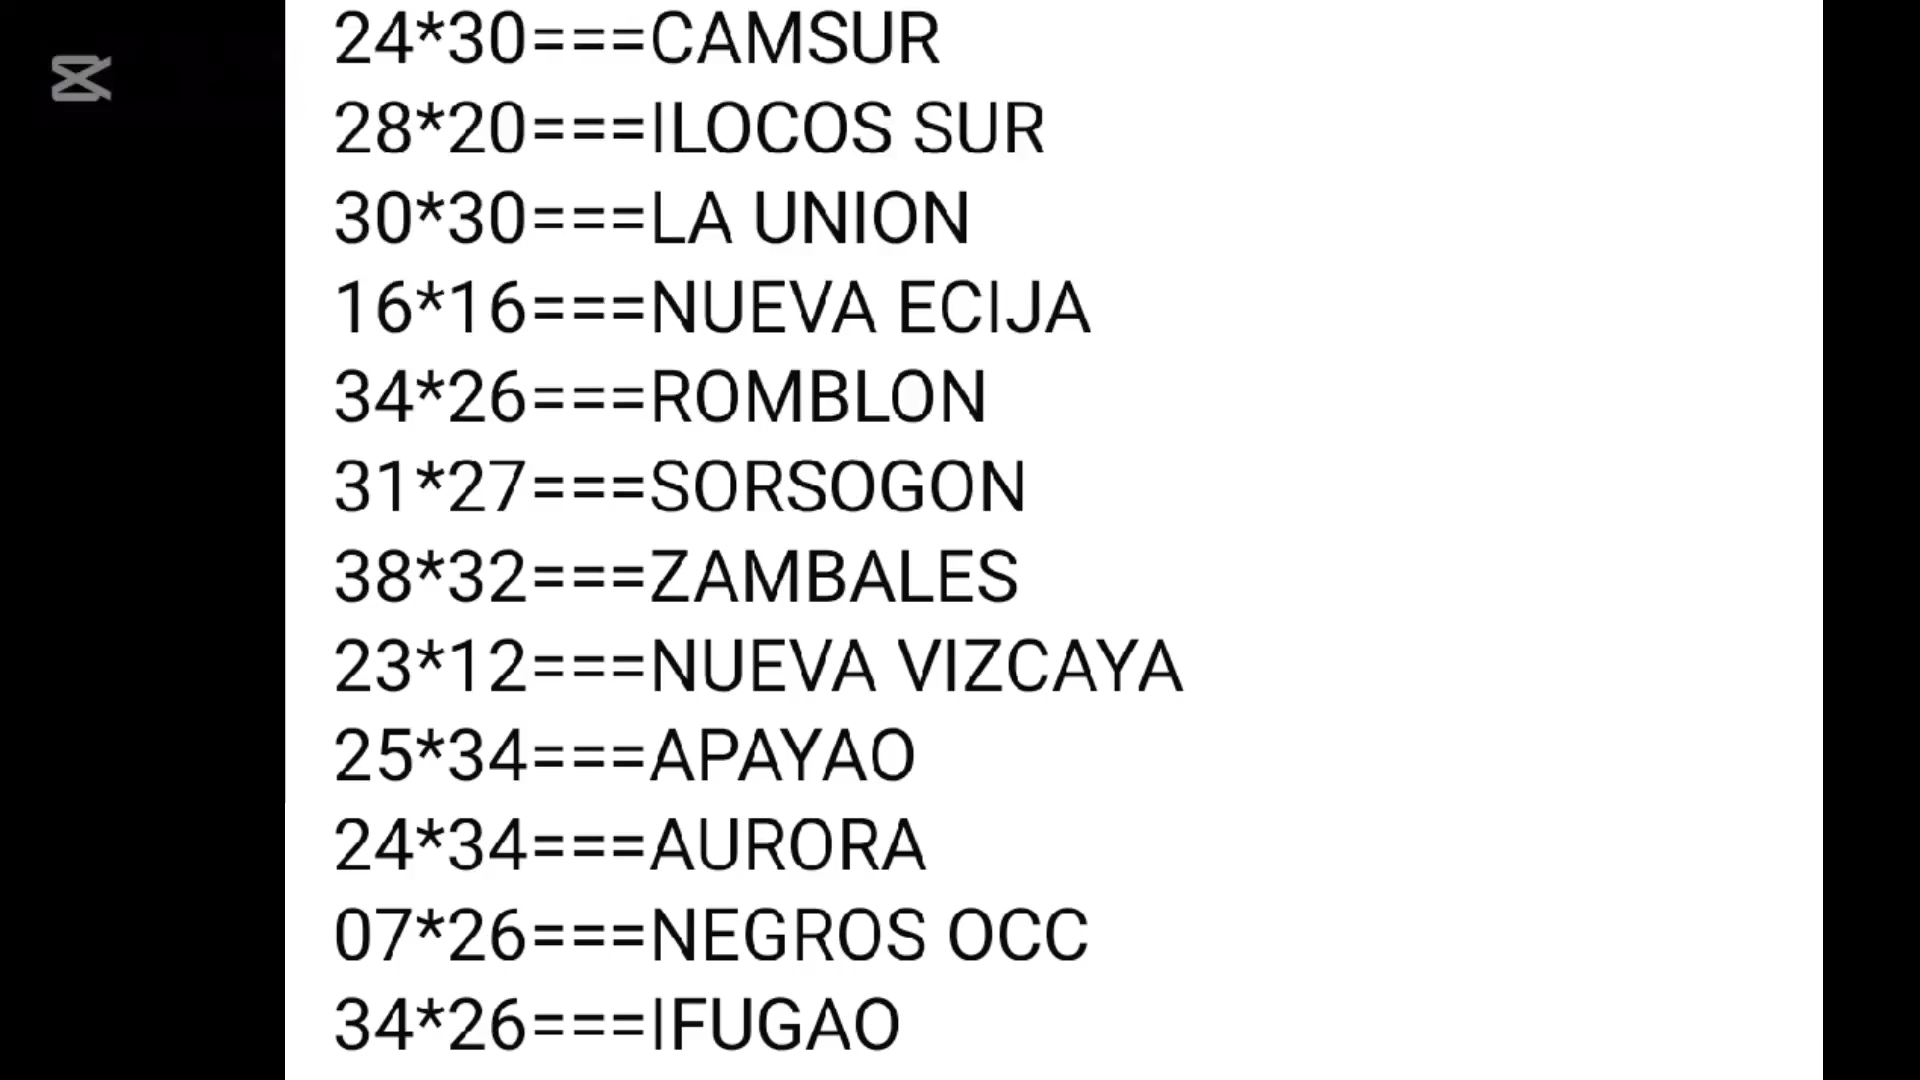 24*30===CAMSUR
28*20===ILOCOS SUR
30*30===LA UNION
16*16===NUEVA ECIJA
34*26===ROMBLON
31*27===SORSOGON
38*32===ZAMBALES
23*12===NUEVA VIZCAYA
25*34===APAYAO
24*34===AURORA
07*26===NEGROS OCC
34*26===IFUGAO